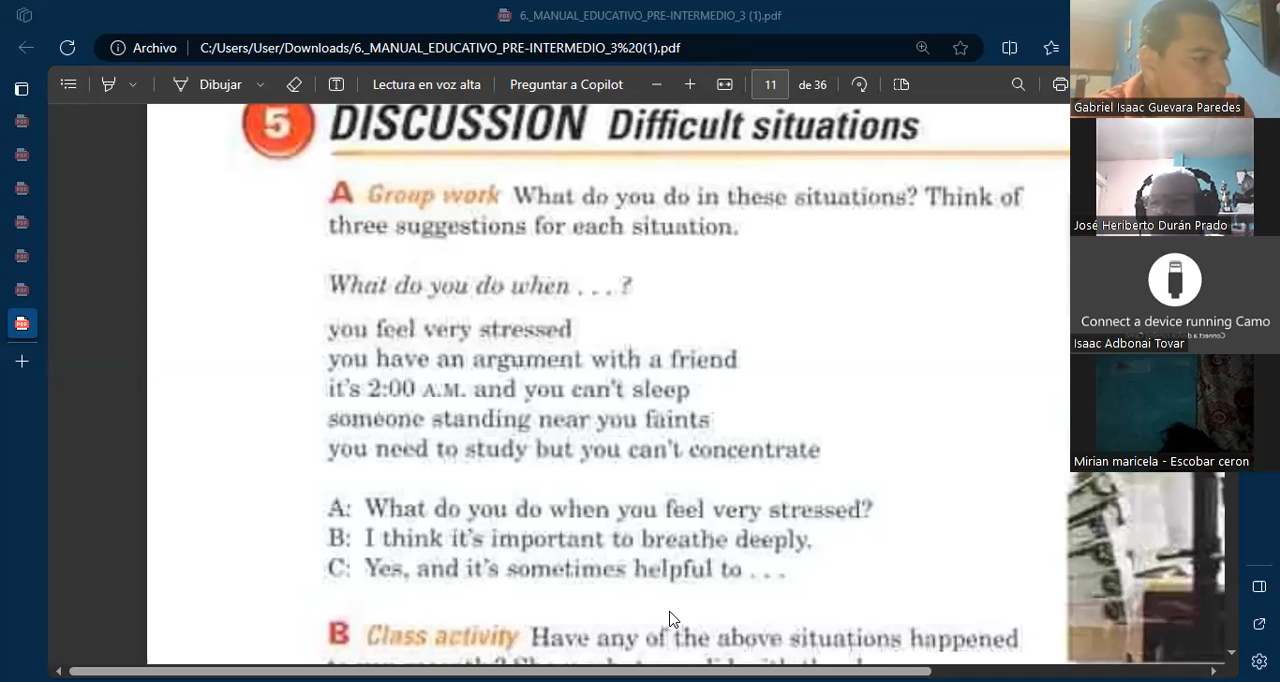 6._MANUAL_EDUCATIVO_PRE-INTERMEDIO_3 (1).pdf
Archivo
C:/Users/User/Downloads/6._MANUAL_EDUCATIVO_PRE-INTERMEDIO_3%20(1).pdf
Dibujar
Lectura en voz alta
Preguntar a Copilot
11
de 36
5 DISCUSSION Difficult situations
A Group work What do you do in these situations? Think of
three suggestions for each situation.
What do you do when . . . ?
you feel very stressed
you have an argument with a friend
it's 2:00 A.M. and you can't sleep
someone standing near you faints
you need to study but you can't concentrate
A: What do you do when you feel very stressed?
B: I think it's important to breathe deeply.
C: Yes, and it's sometimes helpful to . . .
B Class activity Have any of the above situations happened
Gabriel Isaac Guevara Paredes
José Heriberto Durán Prado
Connect a device running Camo
Isaac Adbonai Tovar
Mirian maricela - Escobar ceron